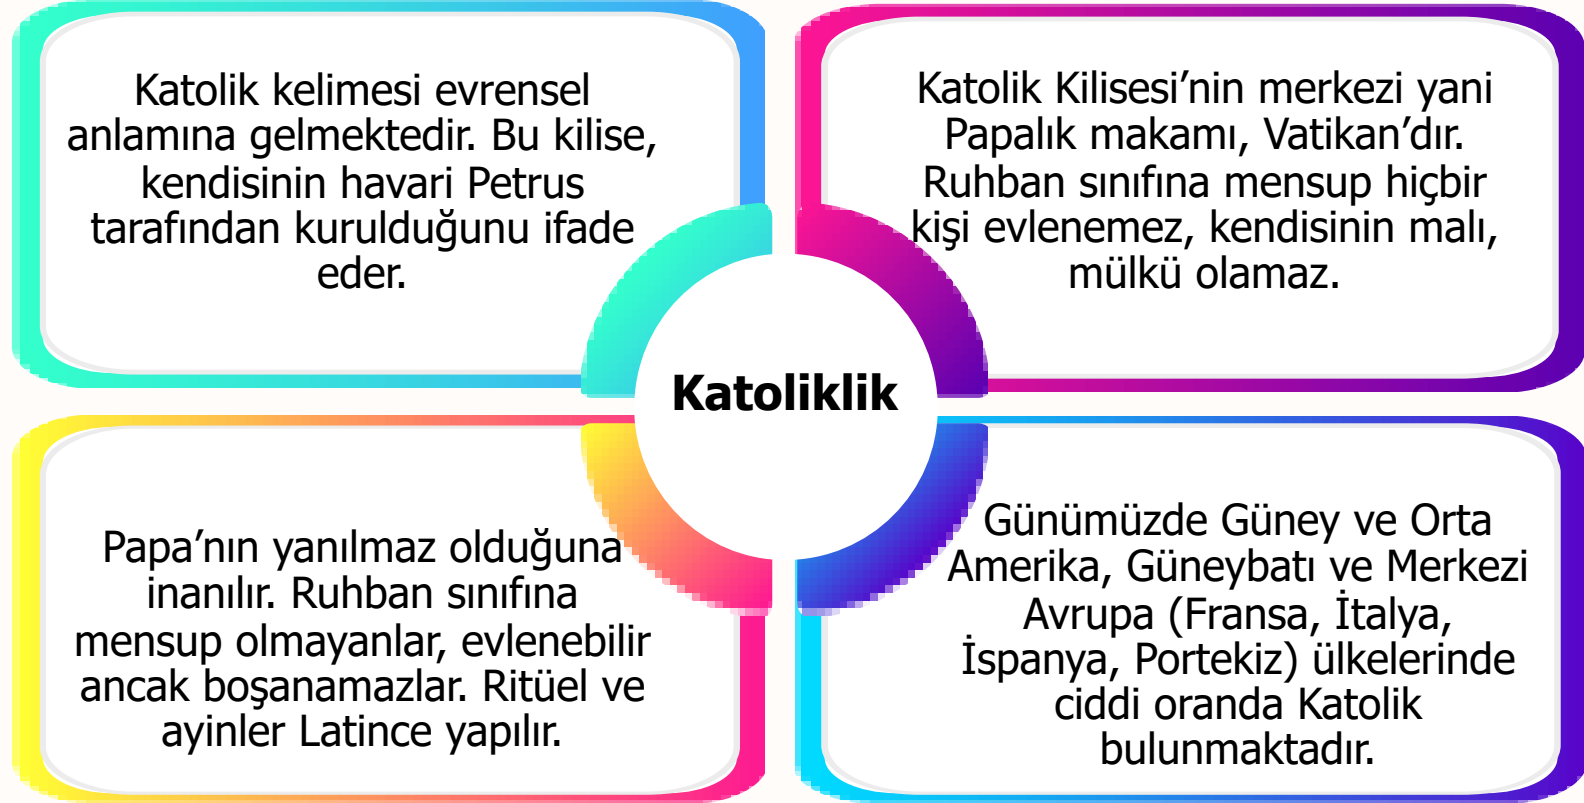 Katolik kelimesi evrensel
anlamına gelmektedir. Bu kilise,
kendisinin havari Petrus
tarafından kurulduğunu ifade
eder.
Katolik Kilisesi’nin merkezi yani
Papalık makamı, Vatikan’dır.
Ruhban sınıfına mensup hiçbir
kişi evlenemez, kendisinin malı,
mülkü olamaz.
Katoliklik
Papa’nın yanılmaz olduğuna
inanılır. Ruhban sınıfına
mensup olmayanlar, evlenebilir
ancak boşanamazlar. Ritüel ve
ayinler Latince yapılır.
Günümüzde Güney ve Orta
Amerika, Güneybatı ve Merkezi
Avrupa (Fransa, İtalya,
İspanya, Portekiz) ülkelerinde
ciddi oranda Katolik
bulunmaktadır.